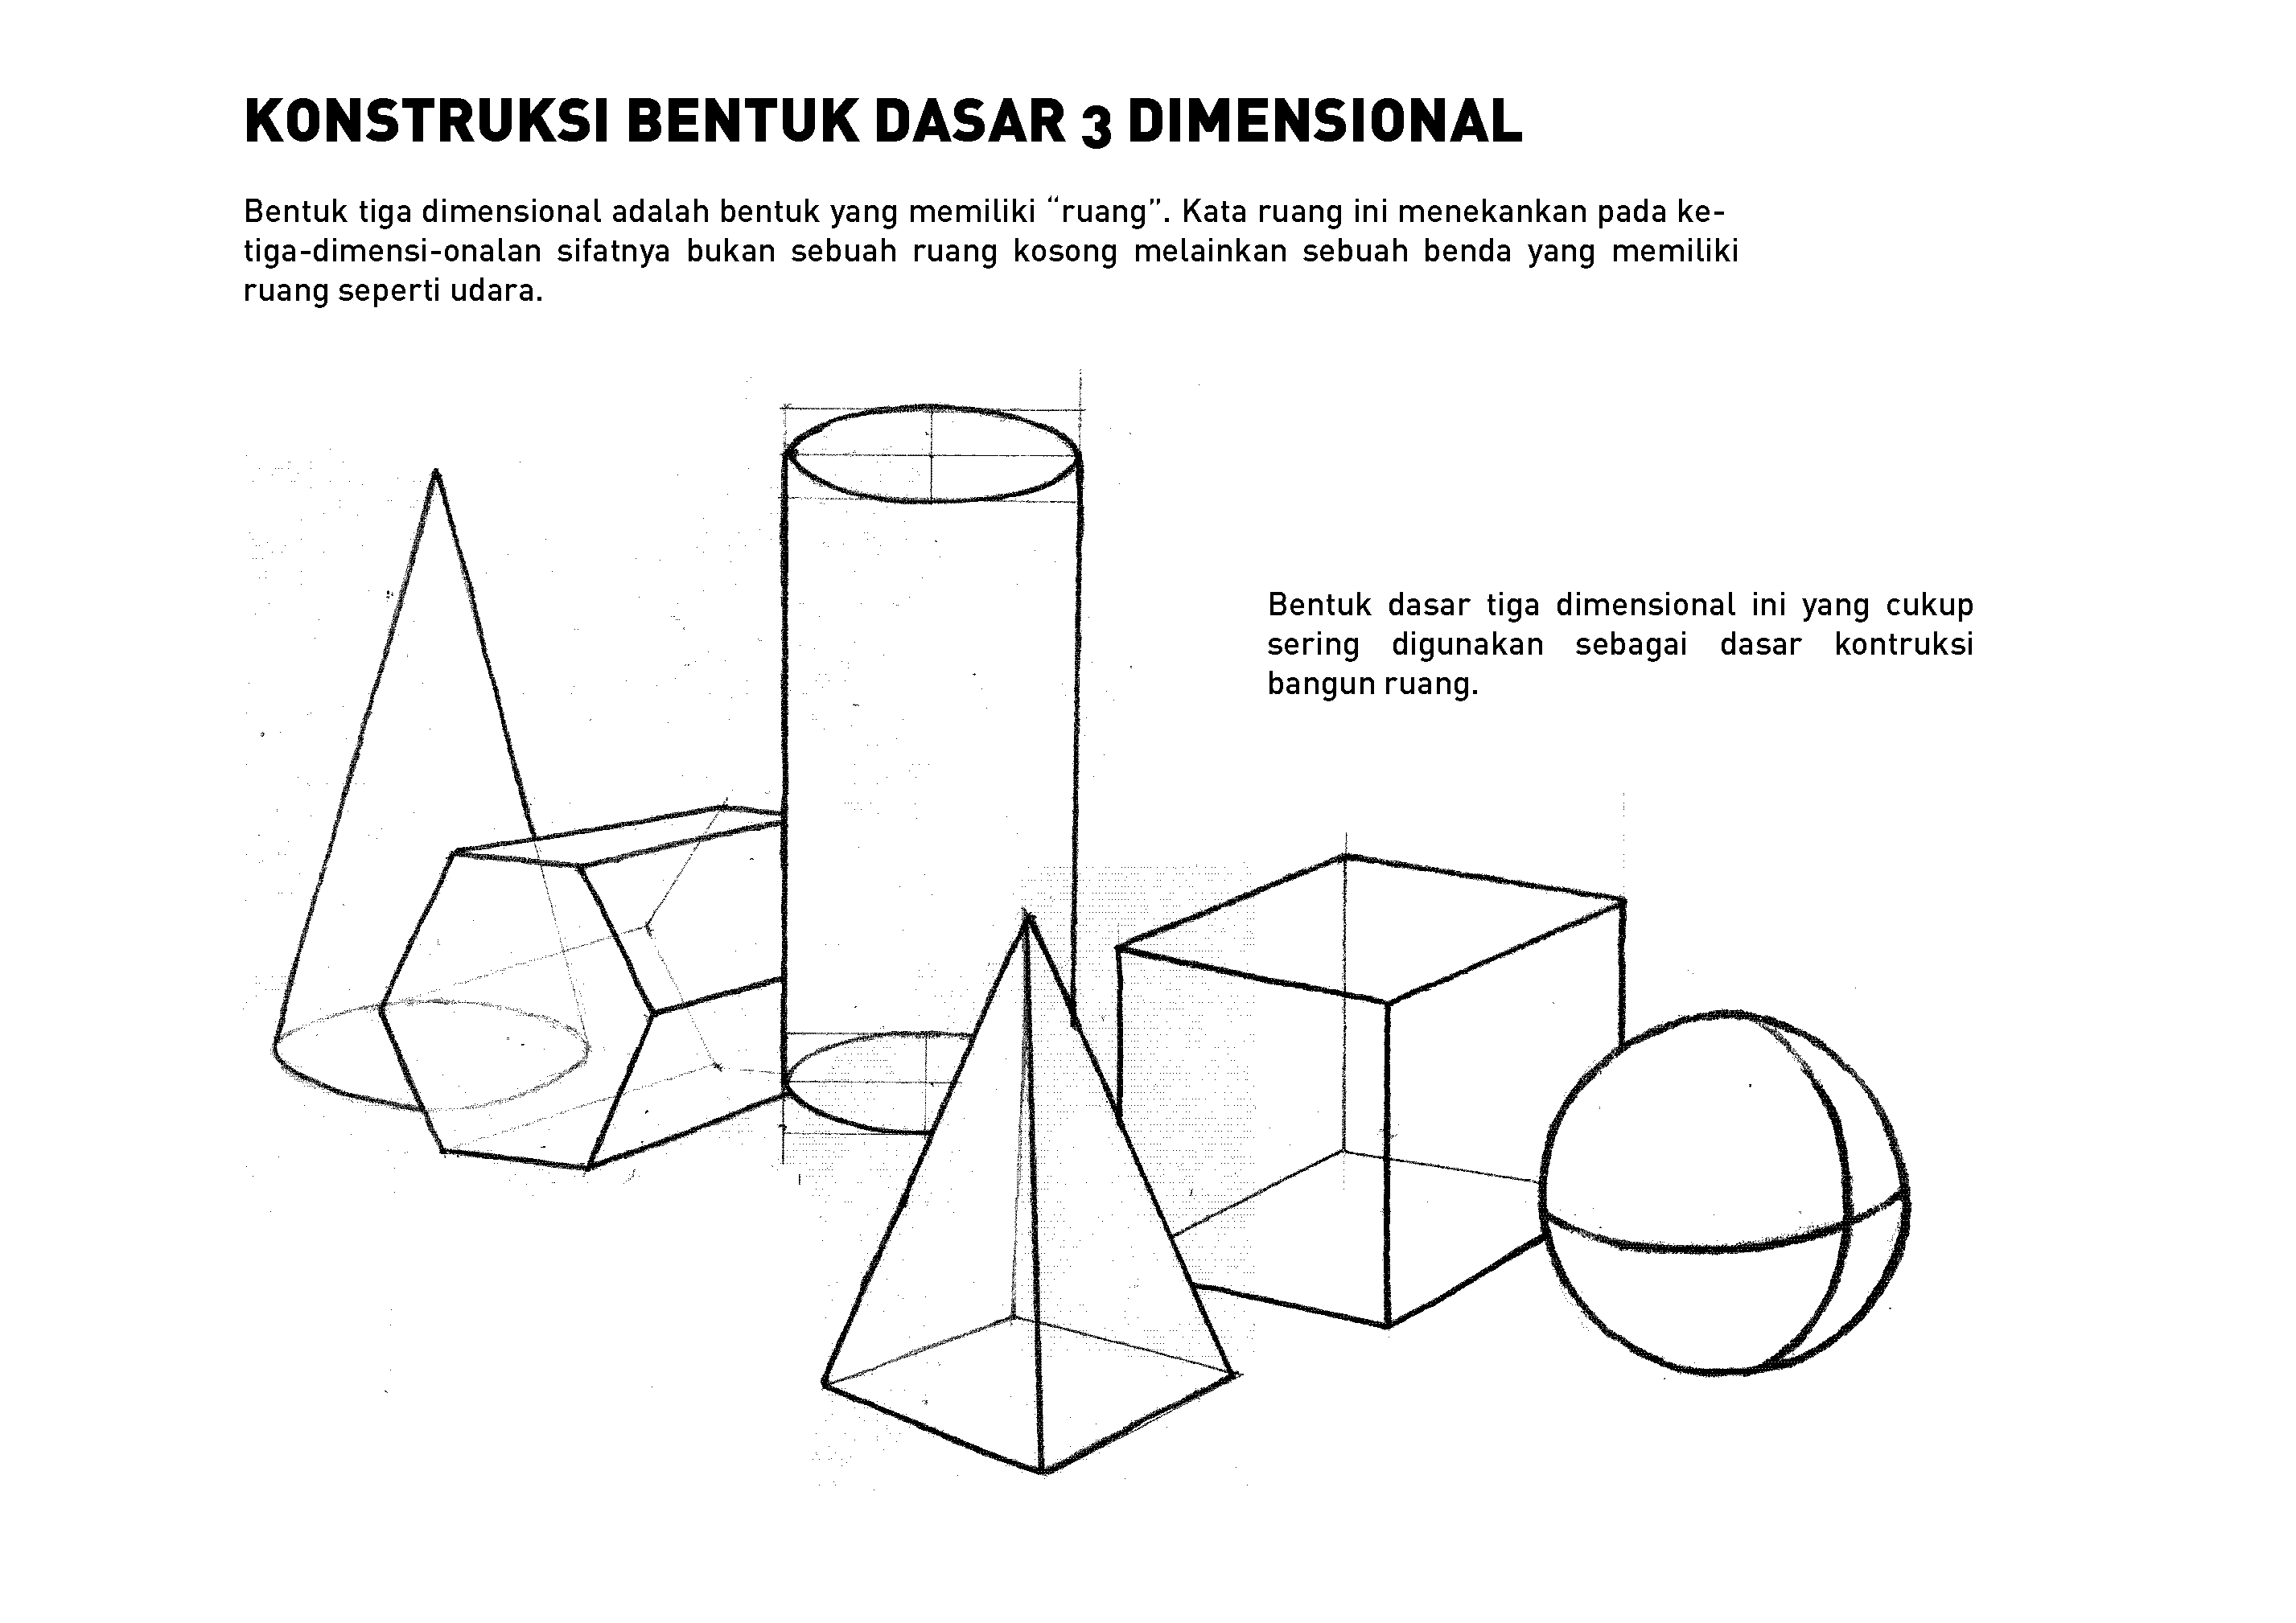 KONSTRUKSI BENTUK DASAR 3 DIMENSIONAL
Bentuk tiga dimensional adalah bentuk yang memiliki “ruang”. Kata ruang ini menekankan pada ke-
tiga-dimensi-onalan sifatnya bukan sebuah ruang kosong melainkan sebuah benda yang memiliki
ruang seperti udara.
Bentuk dasar tiga dimensional ini yang cukup
sering digunakan sebagai dasar kontruksi
bangun ruang.